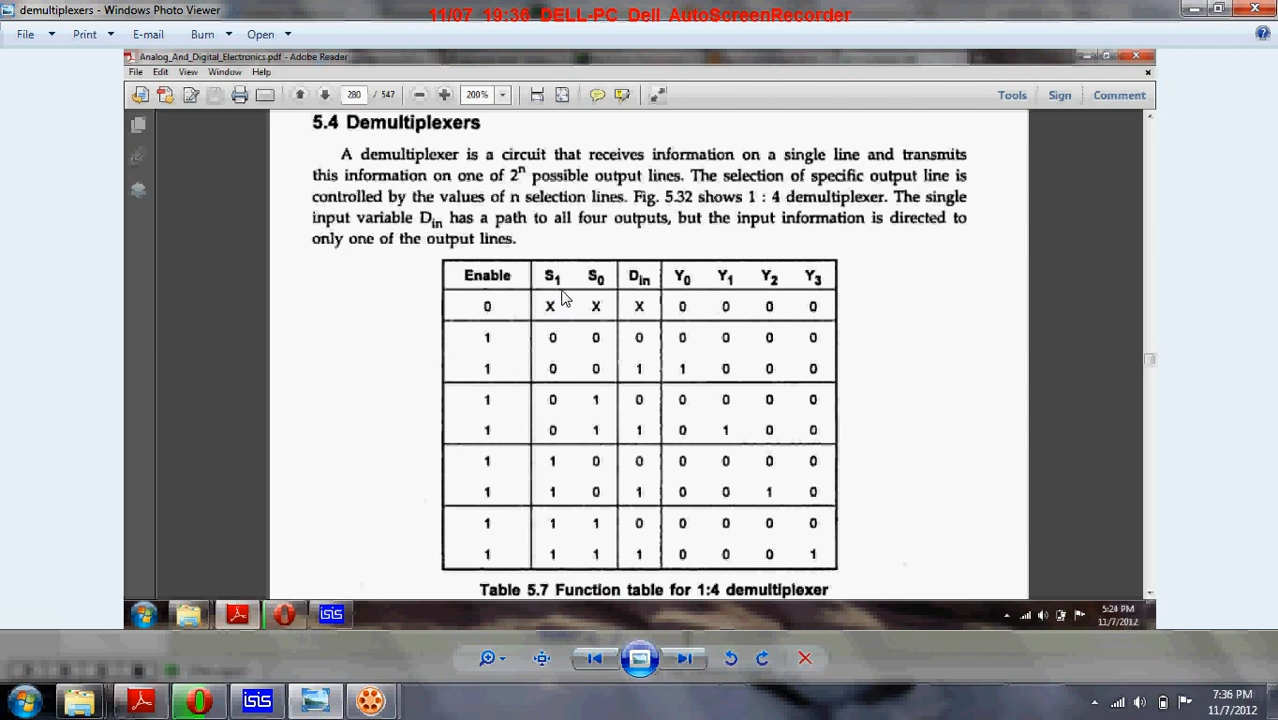 demultiplexers - Windows Photo Viewer
11/07 19:36 DELL-PC Dell AutoScreenRecorder
File Print E-mail Burn Open
Analog_And_Digital_Electronics.pdf - Adobe Reader
File Edit View Window Help
280 / 547 200% Tools Sign Comment
5.4 Demultiplexers
A demultiplexer is a circuit that receives information on a single line and transmits
this information on one of 2ⁿ possible output lines. The selection of specific output line is
controlled by the values of n selection lines. Fig. 5.32 shows 1 : 4 demultiplexer. The single
input variable Din has a path to all four outputs, but the input information is directed to
only one of the output lines.
Enable S1 S0 Din Y0 Y1 Y2 Y3
0 X X X 0 0 0 0
1 0 0 0 0 0 0 0
1 0 0 1 1 0 0 0
1 0 1 0 0 0 0 0
1 0 1 1 0 1 0 0
1 1 0 0 0 0 0 0
1 1 0 1 0 0 1 0
1 1 1 0 0 0 0 0
1 1 1 1 0 0 0 1
Table 5.7 Function table for 1:4 demultiplexer
isis
5:24 PM
11/7/2012
isis
7:36 PM
11/7/2012